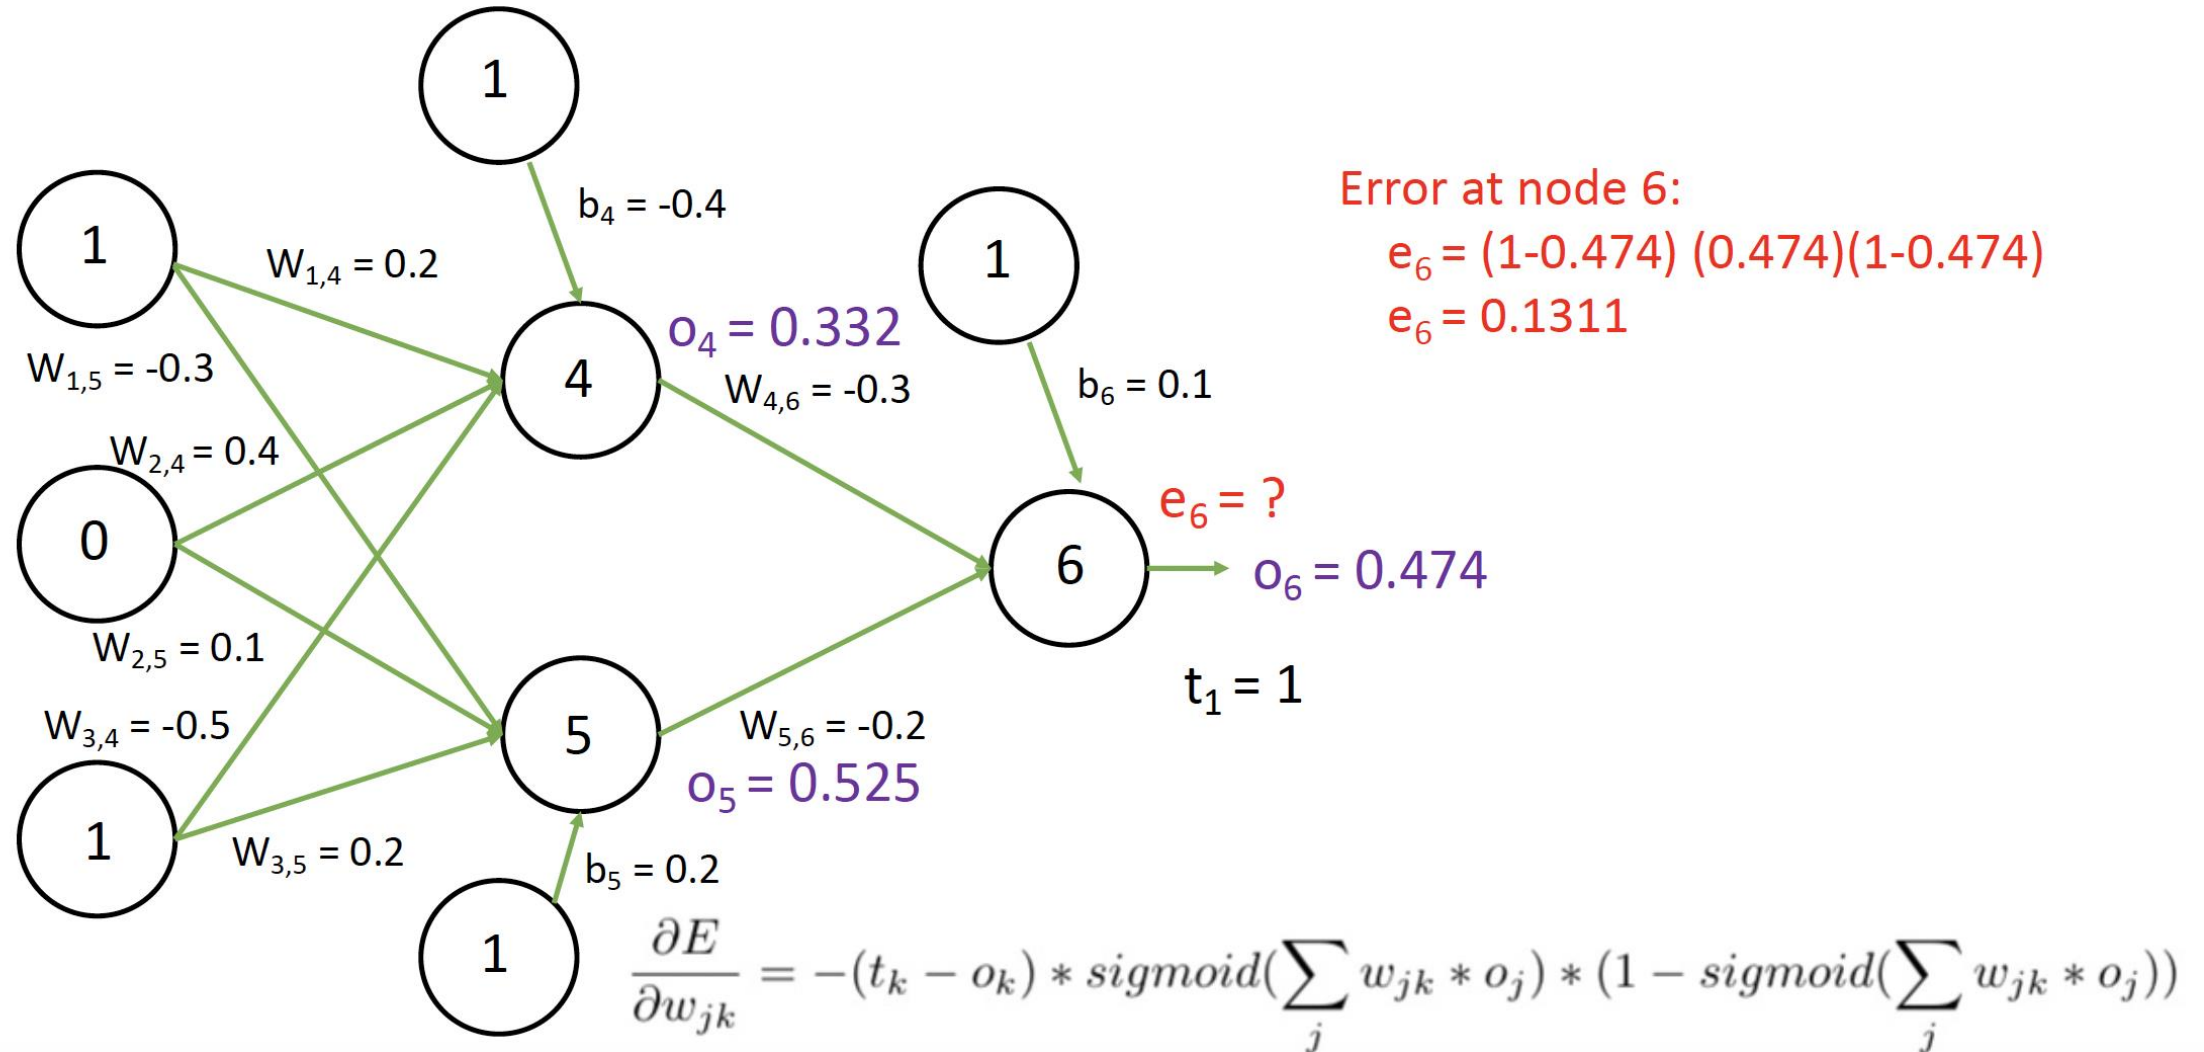 1
b₄ = -0.4
1
W₁,₄ = 0.2
W₁,₅ = -0.3
1
b₆ = 0.1
Error at node 6:
e₆ = (1-0.474) (0.474)(1-0.474)
e₆ = 0.1311
4
o₄ = 0.332
W₄,₆ = -0.3
0
W₂,₄ = 0.4
W₂,₅ = 0.1
6
e₆ = ?
o₆ = 0.474
t₁ = 1
1
W₃,₄ = -0.5
W₃,₅ = 0.2
5
W₅,₆ = -0.2
o₅ = 0.525
b₅ = 0.2
1
∂E/∂wⱼₖ = −(tₖ − oₖ) * sigmoid(∑ⱼ wⱼₖ * oⱼ) * (1 − sigmoid(∑ⱼ wⱼₖ * oⱼ))